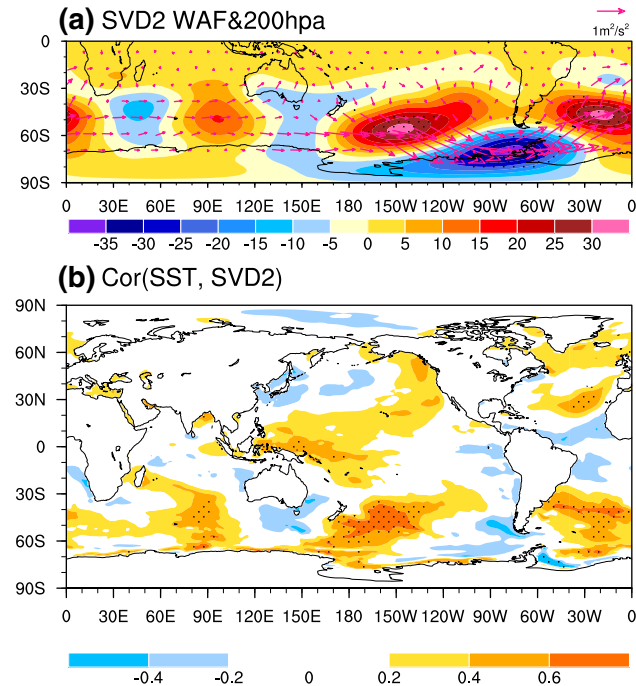 (a) SVD2 WAF&200hpa
1m²/s²
0
30S
60S
90S
0 30E 60E 90E 120E 150E 180 150W 120W 90W 60W 30W 0
-35 -30 -25 -20 -15 -10 -5 0 5 10 15 20 25 30
(b) Cor(SST, SVD2)
90N
60N
30N
0
30S
60S
90S
0 30E 60E 90E 120E 150E 180 150W 120W 90W 60W 30W 0
-0.4 -0.2 0 0.2 0.4 0.6